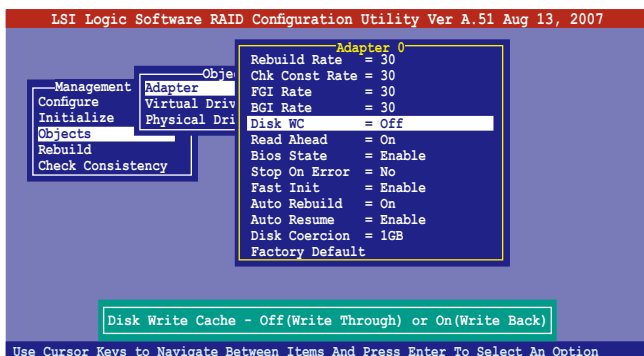 LSI Logic Software RAID Configuration Utility Ver A.51 Aug 13, 2007
Management
Configure
Initialize
Objects
Rebuild
Check Consistency
Obje
Adapter
Virtual Driv
Physical Dri
Adapter 0
Rebuild Rate = 30
Chk Const Rate = 30
FGI Rate = 30
BGI Rate = 30
Disk WC = Off
Read Ahead = On
Bios State = Enable
Stop On Error = No
Fast Init = Enable
Auto Rebuild = On
Auto Resume = Enable
Disk Coercion = 1GB
Factory Default
Disk Write Cache - Off(Write Through) or On(Write Back)
Use Cursor Keys to Navigate Between Items And Press Enter To Select An Option